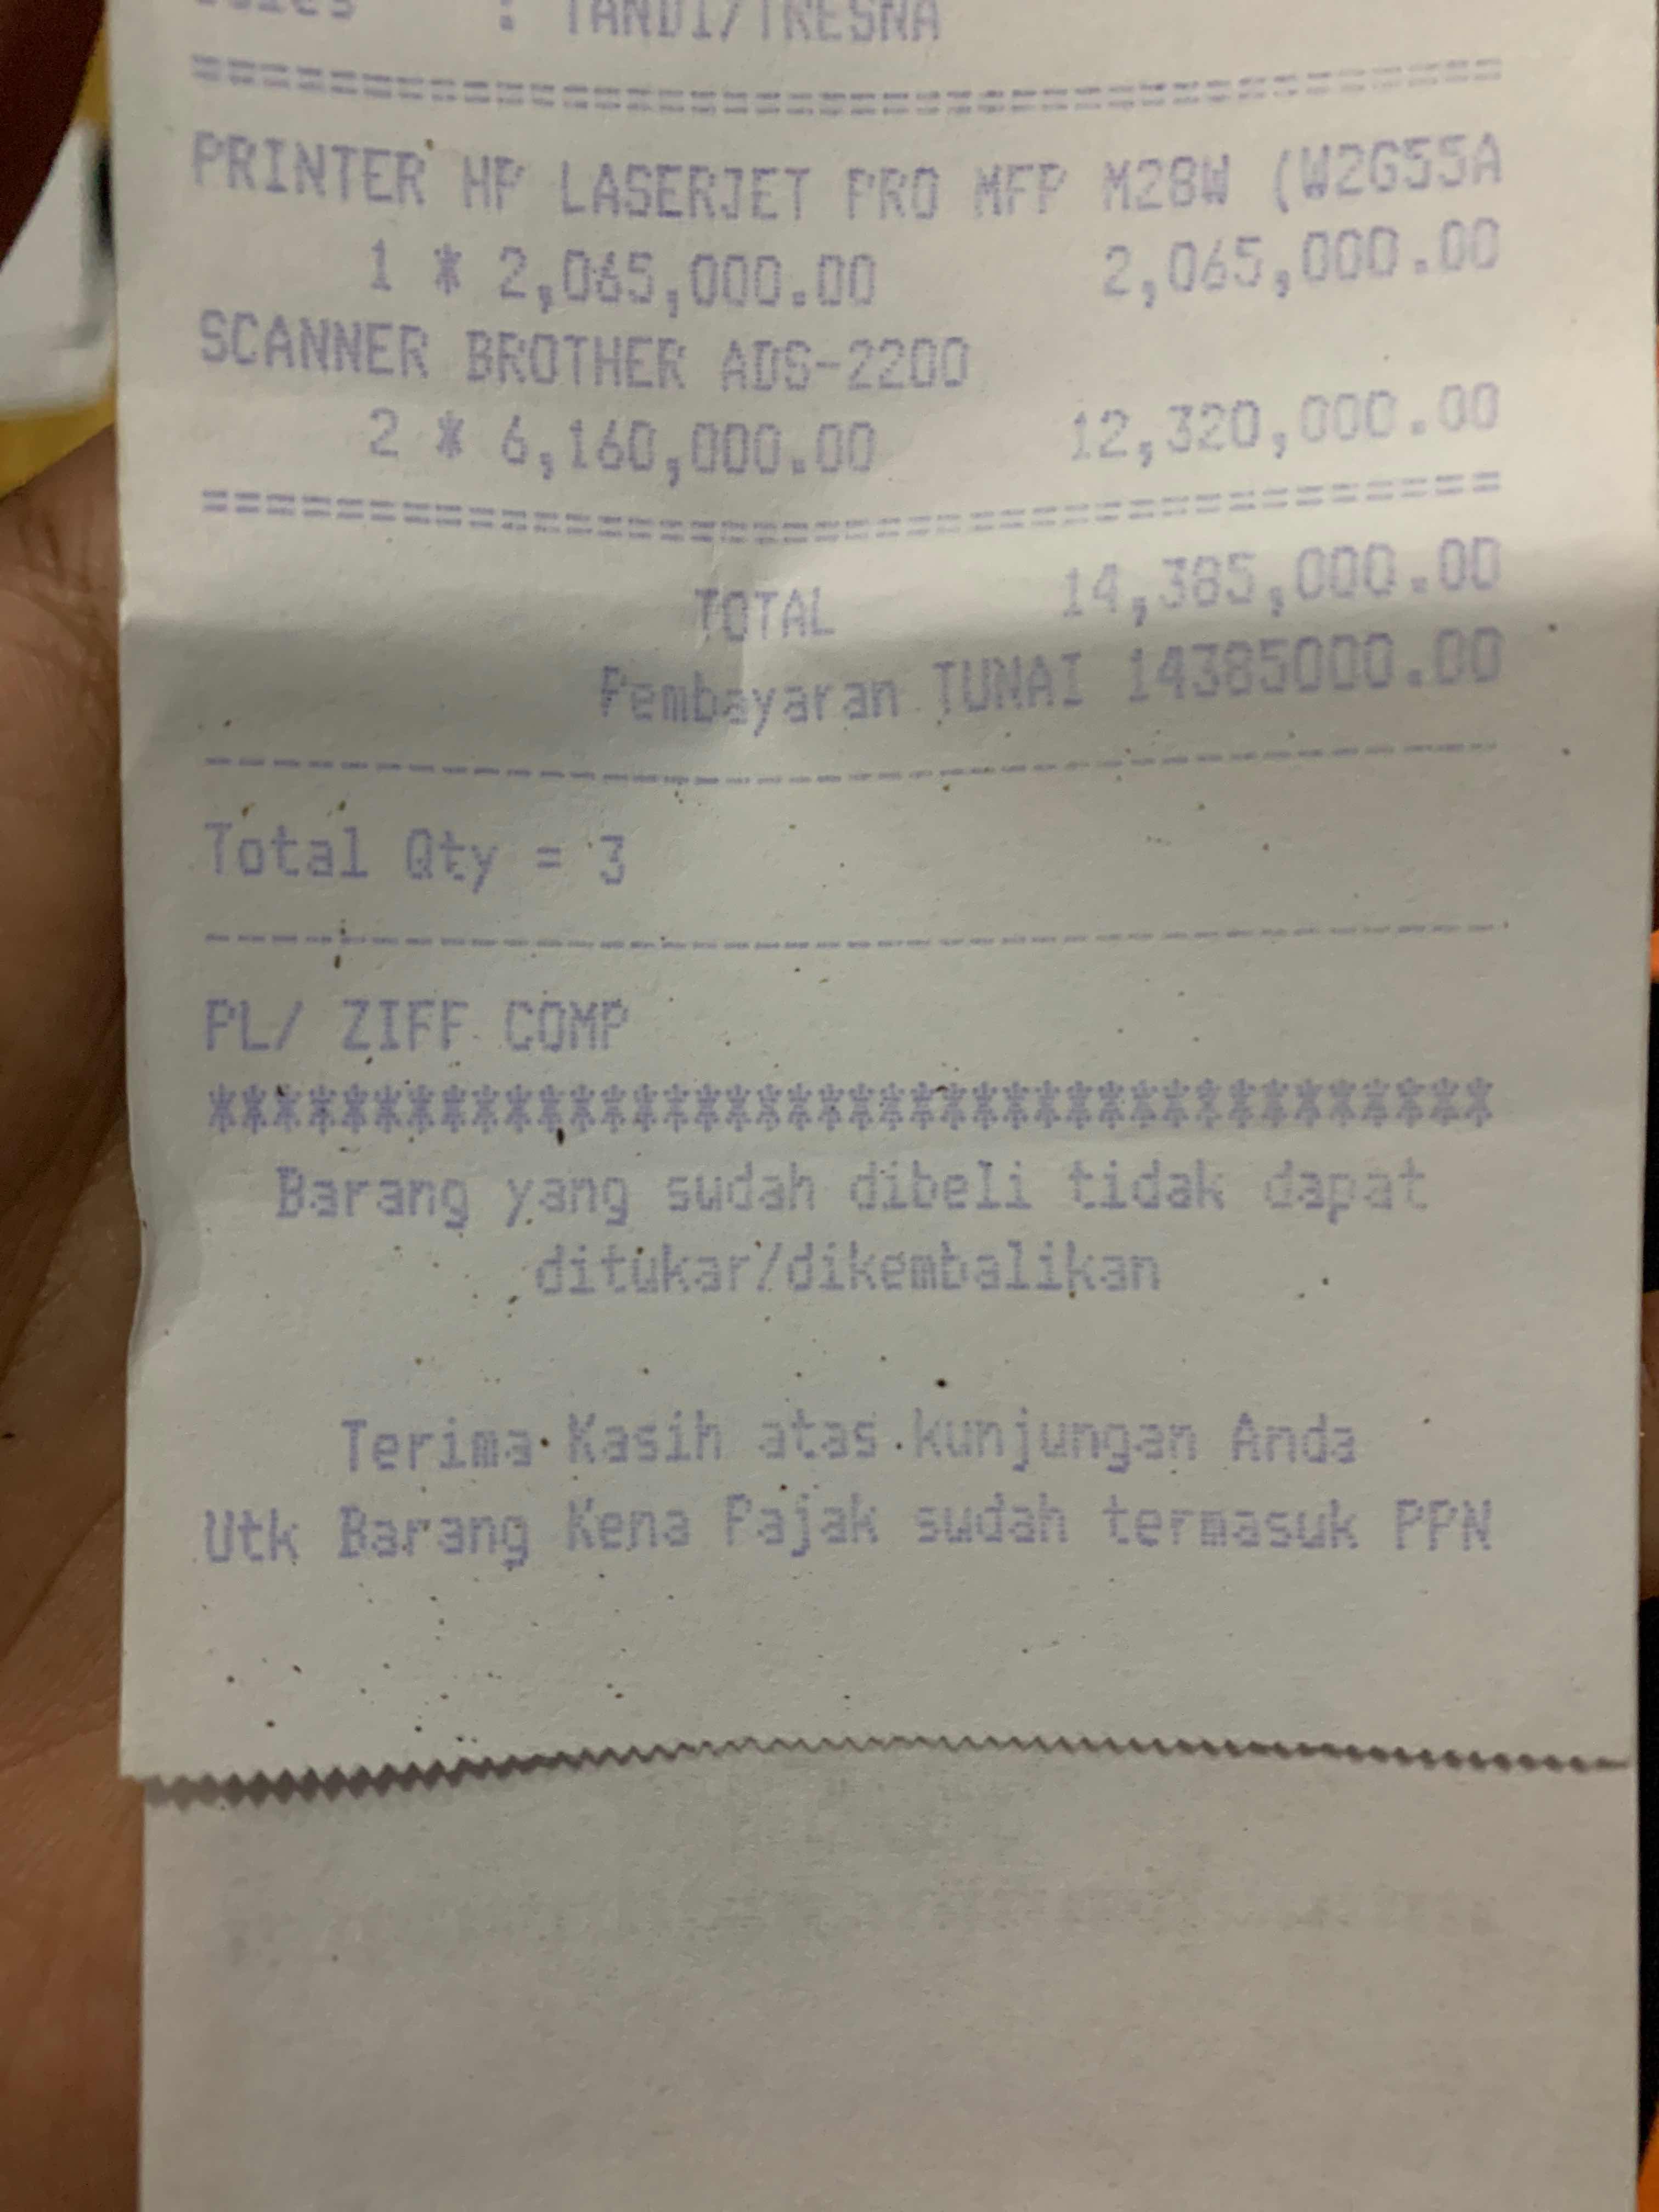 : TANDI/TRESNA
========================================
PRINTER HP LASERJET PRO MFP M28W (W2G55A
1 * 2,065,000.00 2,065,000.00
SCANNER BROTHER ADS-2200
2 * 6,160,000.00 12,320,000.00
========================================
TOTAL 14,385,000.00
Pembayaran TUNAI 14385000.00
----------------------------------------
Total Qty = 3
----------------------------------------
PL/ ZIFF COMP
****************************************
Barang yang sudah dibeli tidak dapat
ditukar/dikembalikan
Terima Kasih atas kunjungan Anda
Utk Barang Kena Pajak sudah termasuk PPN